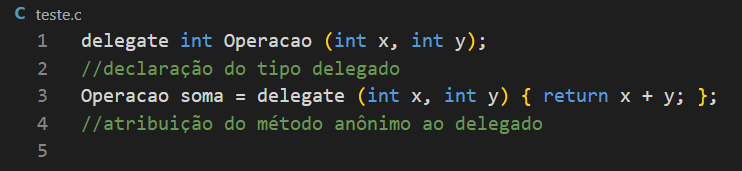 C teste.c
1 delegate int Operacao (int x, int y);
2 //declaração do tipo delegado
3 Operacao soma = delegate (int x, int y) { return x + y; };
4 //atribuição do método anônimo ao delegado
5